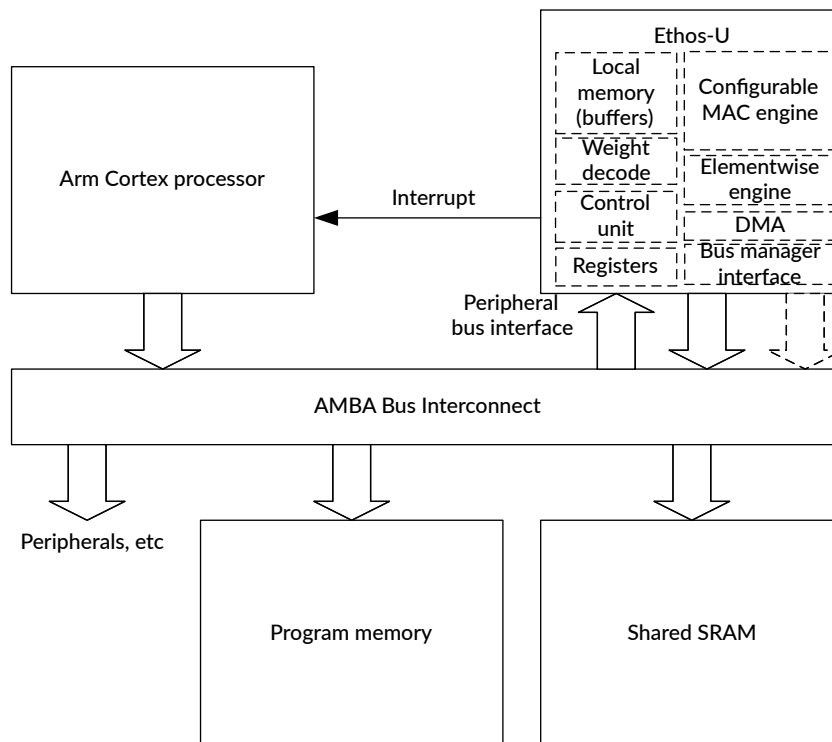 Ethos-U
Local
memory
(buffers)
Configurable
MAC engine
Weight
decode
Elementwise
engine
Control
unit
DMA
Registers
Bus manager
interface
Arm Cortex processor
Interrupt
Peripheral
bus interface
AMBA Bus Interconnect
Peripherals, etc
Program memory
Shared SRAM